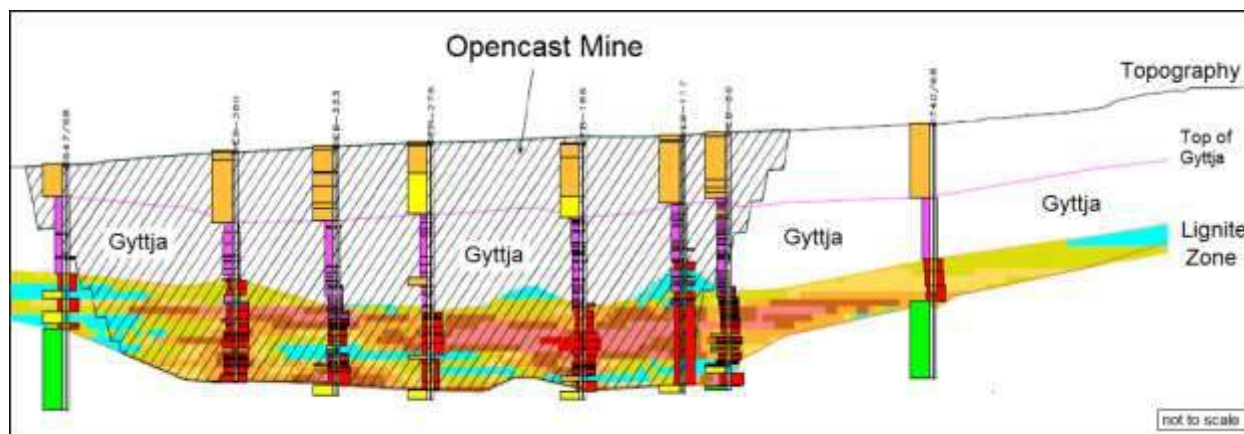 Opencast Mine
Topography
Top of
Gyttja
Gyttja
Gyttja
Gyttja
Gyttja
Lignite
Zone
not to scale